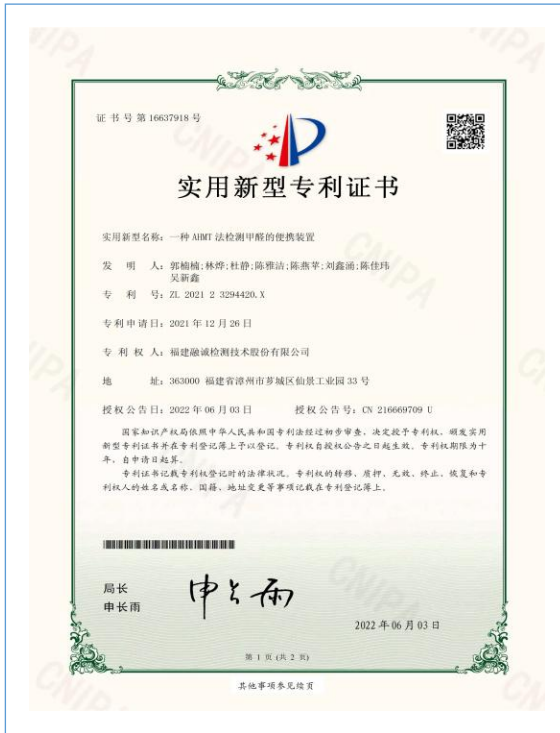 证书号第16637918号
实用新型专利证书
实用新型名称：一种AHMT法检测甲醛的便携装置
发明人：郭楠楠;林烨;杜静;陈雅洁;陈燕苹;刘鑫涌;陈佳玮
吴新鑫
专利号：ZL 2021 2 3294420.X
专利申请日：2021年12月26日
专利权人：福建融诚检测技术股份有限公司
地址：363000 福建省漳州市芗城区仙景工业园33号
授权公告日：2022年06月03日 授权公告号：CN 216669709 U
国家知识产权局依照中华人民共和国专利法经过初步审查，决定授予专利权，颁发实用
新型专利证书并在专利登记簿上予以登记。专利权自授权公告之日起生效。专利权期限为十
年，自申请日起算。
专利证书记载专利权登记时的法律状况。专利权的转移、质押、无效、终止、恢复和专
利权人的姓名或名称、国籍、地址变更等事项记载在专利登记簿上。
局长
申长雨
申长雨
2022年06月03日
第1页(共2页)
其他事项参见续页
CNIPA
CNIPA
CNIPA
CNIPA
CNIPA
CNIPA
CNIPA